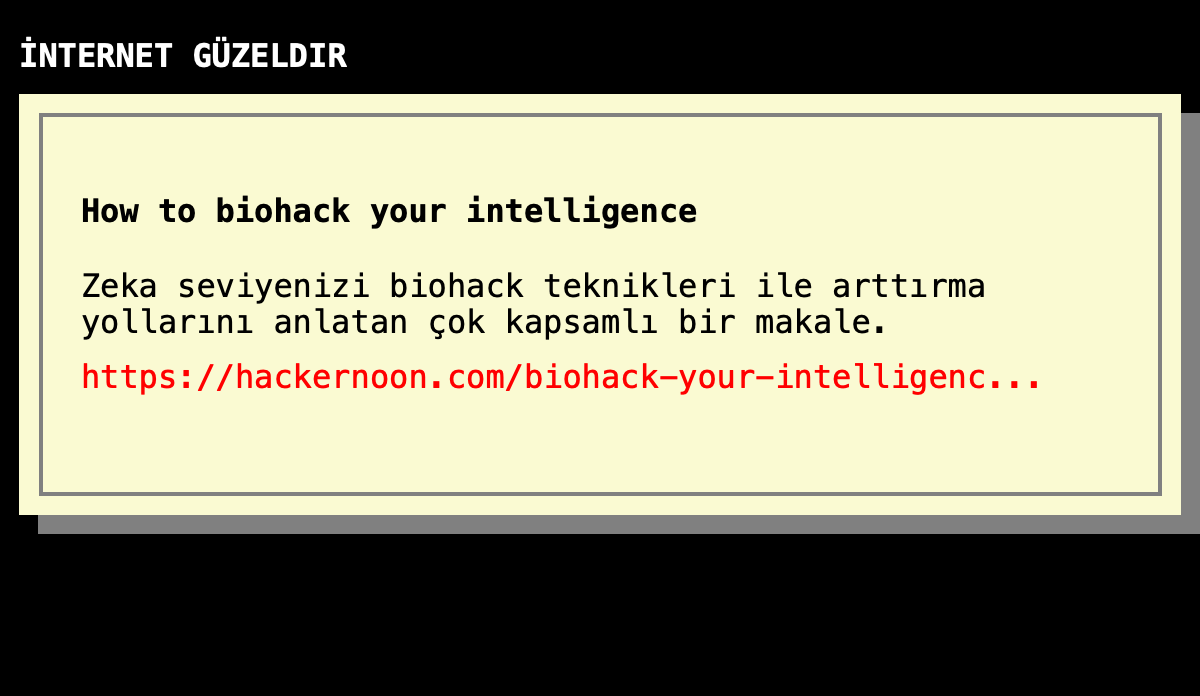 İNTERNET GÜZELDIR
How to biohack your intelligence
Zeka seviyenizi biohack teknikleri ile arttırma
yollarını anlatan çok kapsamlı bir makale.
https://hackernoon.com/biohack-your-intelligenc...